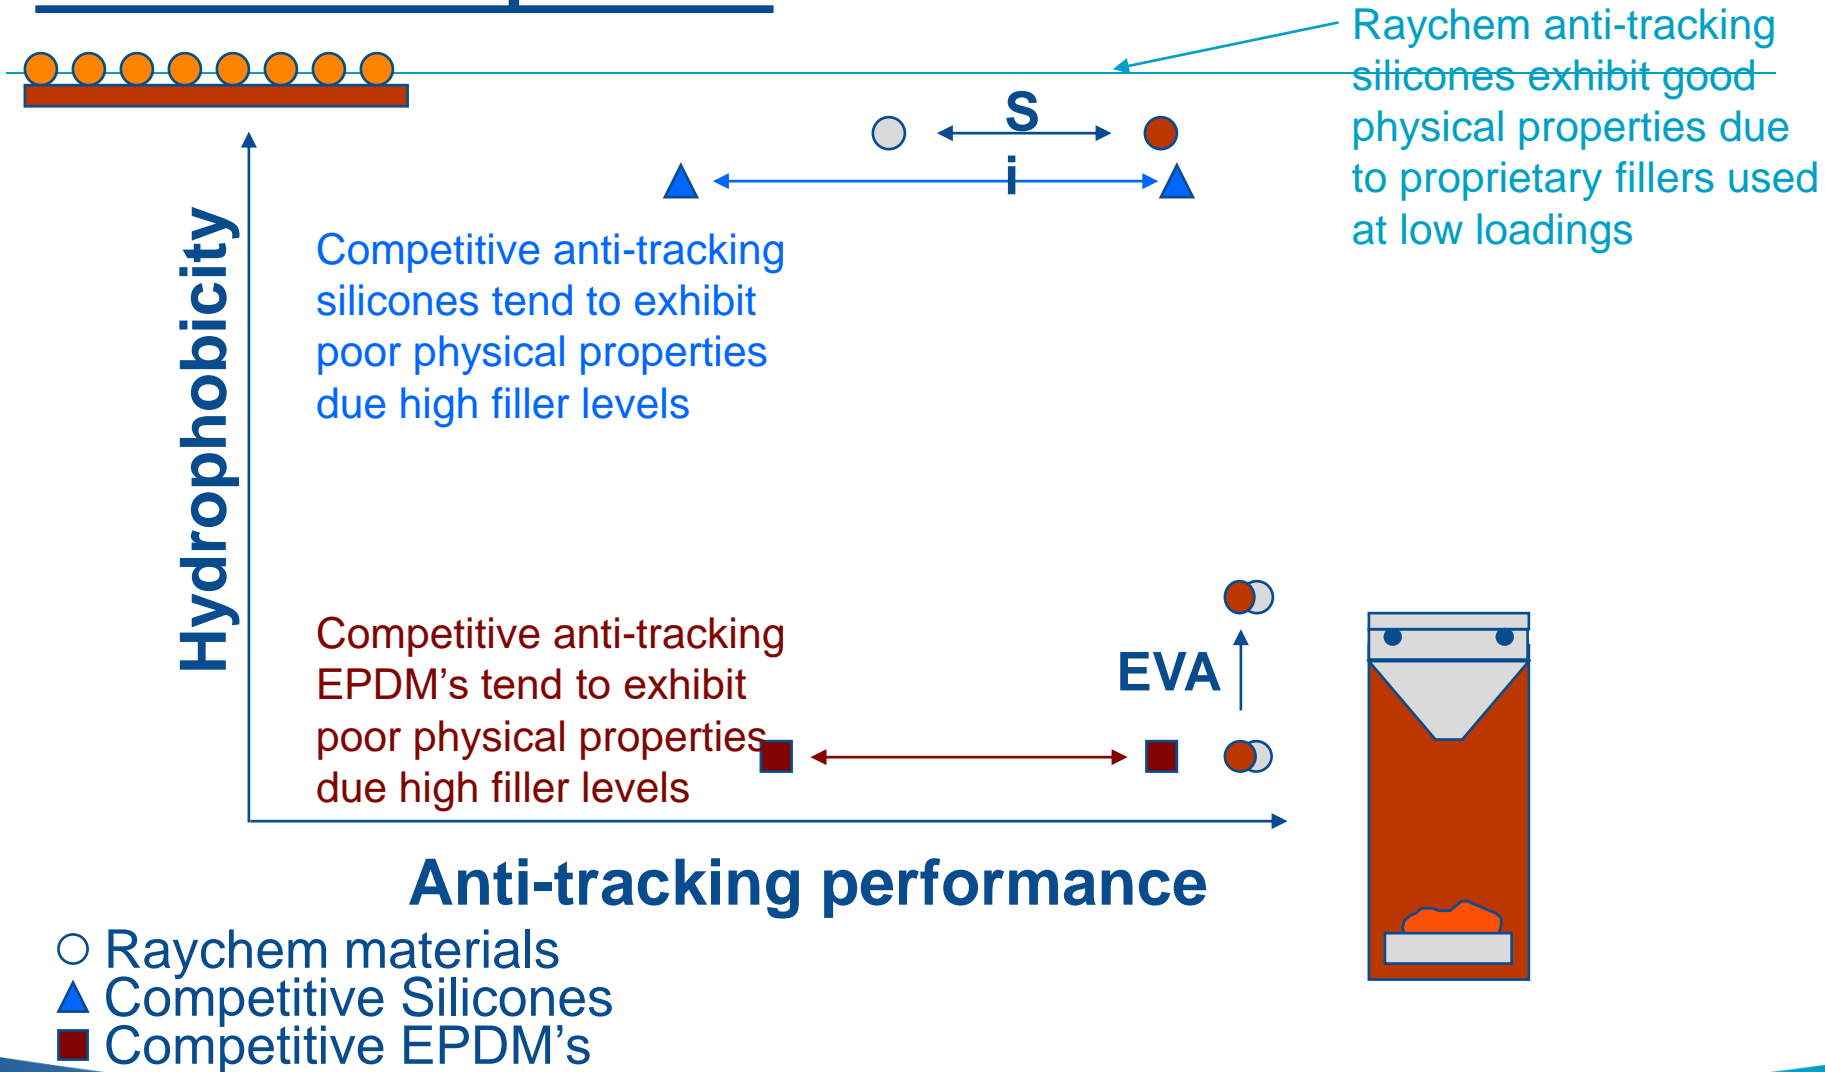 Raychem anti-tracking
silicones exhibit good
physical properties due
to proprietary fillers used
at low loadings
S
i
Hydrophobicity
Competitive anti-tracking
silicones tend to exhibit
poor physical properties
due high filler levels
Competitive anti-tracking
EPDM's tend to exhibit
poor physical properties
due high filler levels
EVA
Anti-tracking performance
Raychem materials
Competitive Silicones
Competitive EPDM's